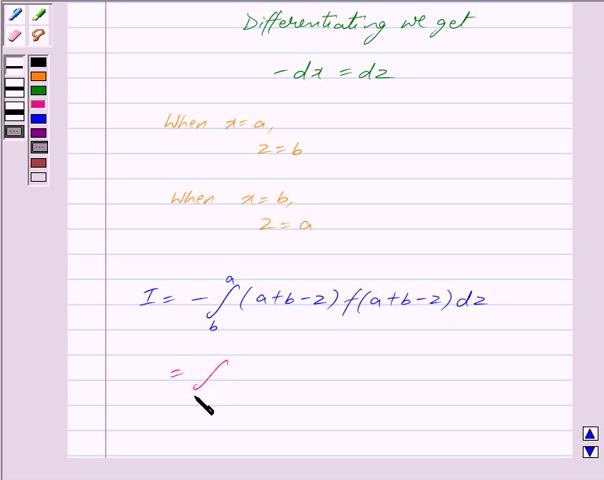 Differentiating we get
-dx = dz
When x = a,
z = b
When x = b,
z = a
I = - ∫_b^a (a+b-z) f(a+b-z) dz
= ∫